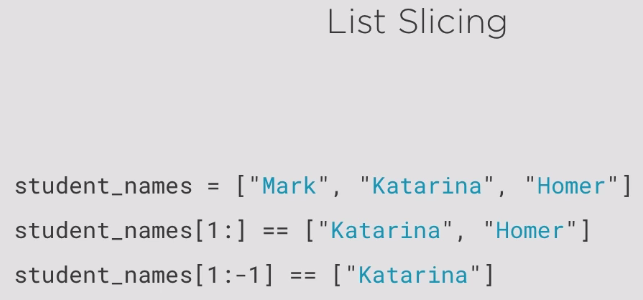 List Slicing
student_names = ["Mark", "Katarina", "Homer"]
student_names[1:] == ["Katarina", "Homer"]
student_names[1:-1] == ["Katarina"]